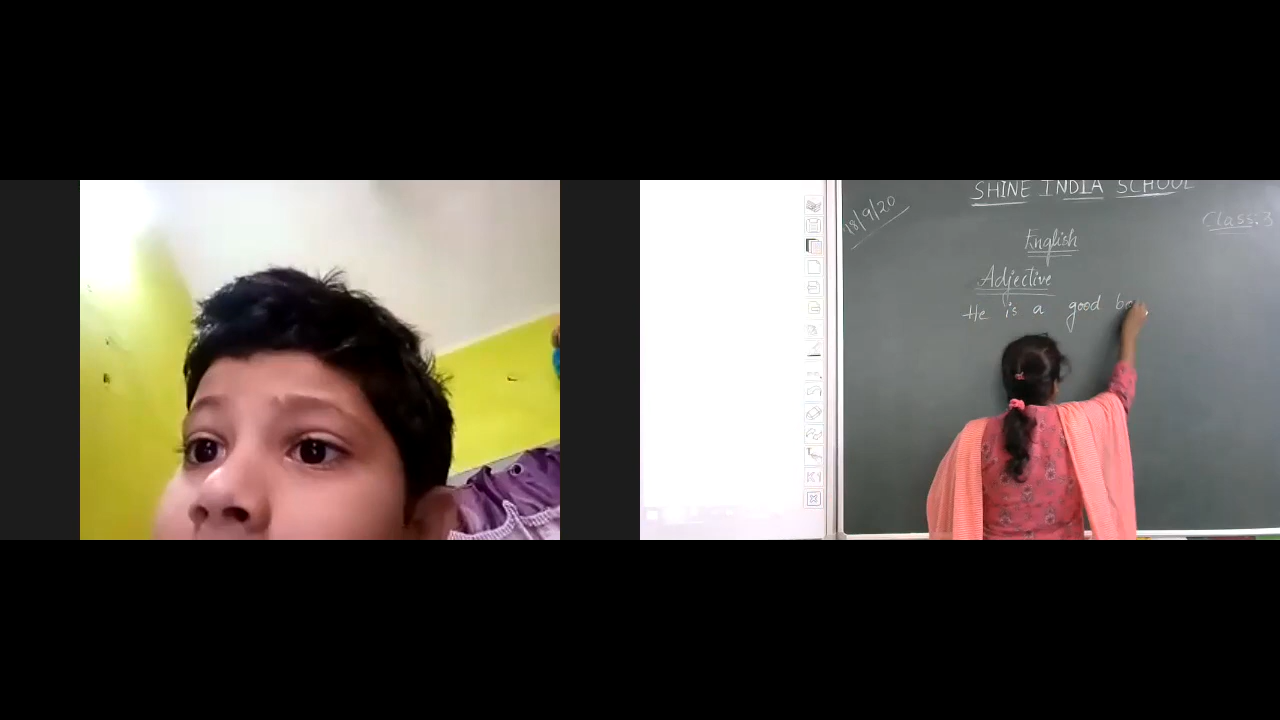 SHINE INDIA SCHOOL
18/9/20
Class:3
English
Adjective
He is a good